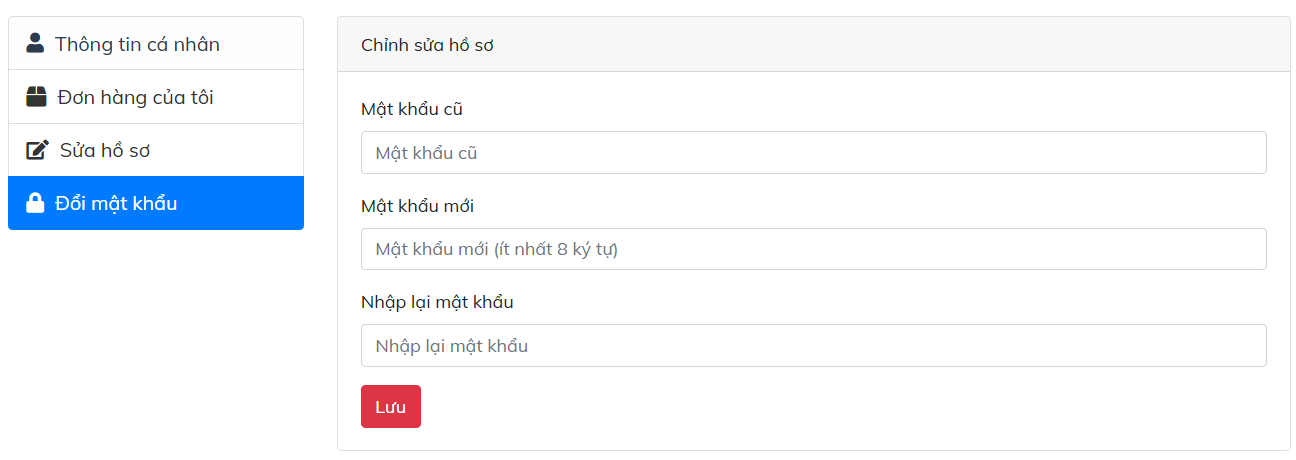 Thông tin cá nhân
Đơn hàng của tôi
Sửa hồ sơ
Đổi mật khẩu
Chỉnh sửa hồ sơ
Mật khẩu cũ
Mật khẩu cũ
Mật khẩu mới
Mật khẩu mới (ít nhất 8 ký tự)
Nhập lại mật khẩu
Nhập lại mật khẩu
Lưu